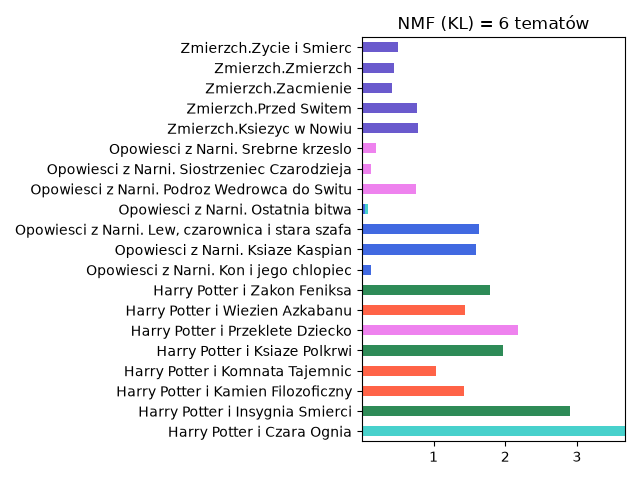 NMF (KL) = 6 tematów
Zmierzch.Zycie i Smierc
Zmierzch.Zmierzch
Zmierzch.Zacmienie
Zmierzch.Przed Switem
Zmierzch.Ksiezyc w Nowiu
Opowiesci z Narni. Srebrne krzeslo
Opowiesci z Narni. Siostrzeniec Czarodzieja
Opowiesci z Narni. Podroz Wedrowca do Switu
Opowiesci z Narni. Ostatnia bitwa
Opowiesci z Narni. Lew, czarownica i stara szafa
Opowiesci z Narni. Ksiaze Kaspian
Opowiesci z Narni. Kon i jego chlopiec
Harry Potter i Zakon Feniksa
Harry Potter i Wiezien Azkabanu
Harry Potter i Przeklete Dziecko
Harry Potter i Ksiaze Polkrwi
Harry Potter i Komnata Tajemnic
Harry Potter i Kamien Filozoficzny
Harry Potter i Insygnia Smierci
Harry Potter i Czara Ognia
1 2 3